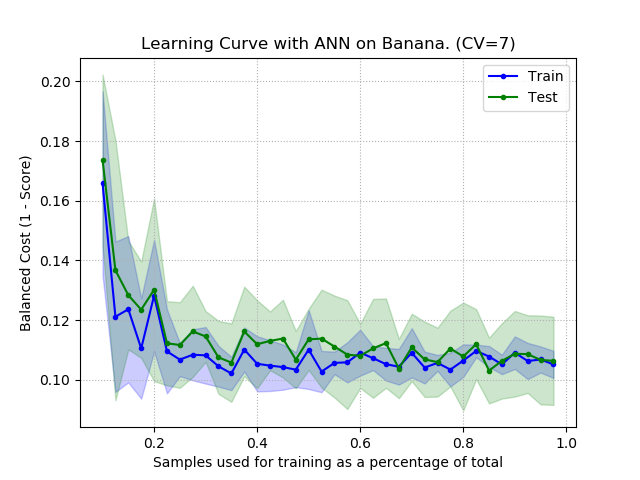 Learning Curve with ANN on Banana. (CV=7)
Train
Test
Balanced Cost (1 - Score)
0.20
0.18
0.16
0.14
0.12
0.10
0.2
0.4
0.6
0.8
1.0
Samples used for training as a percentage of total